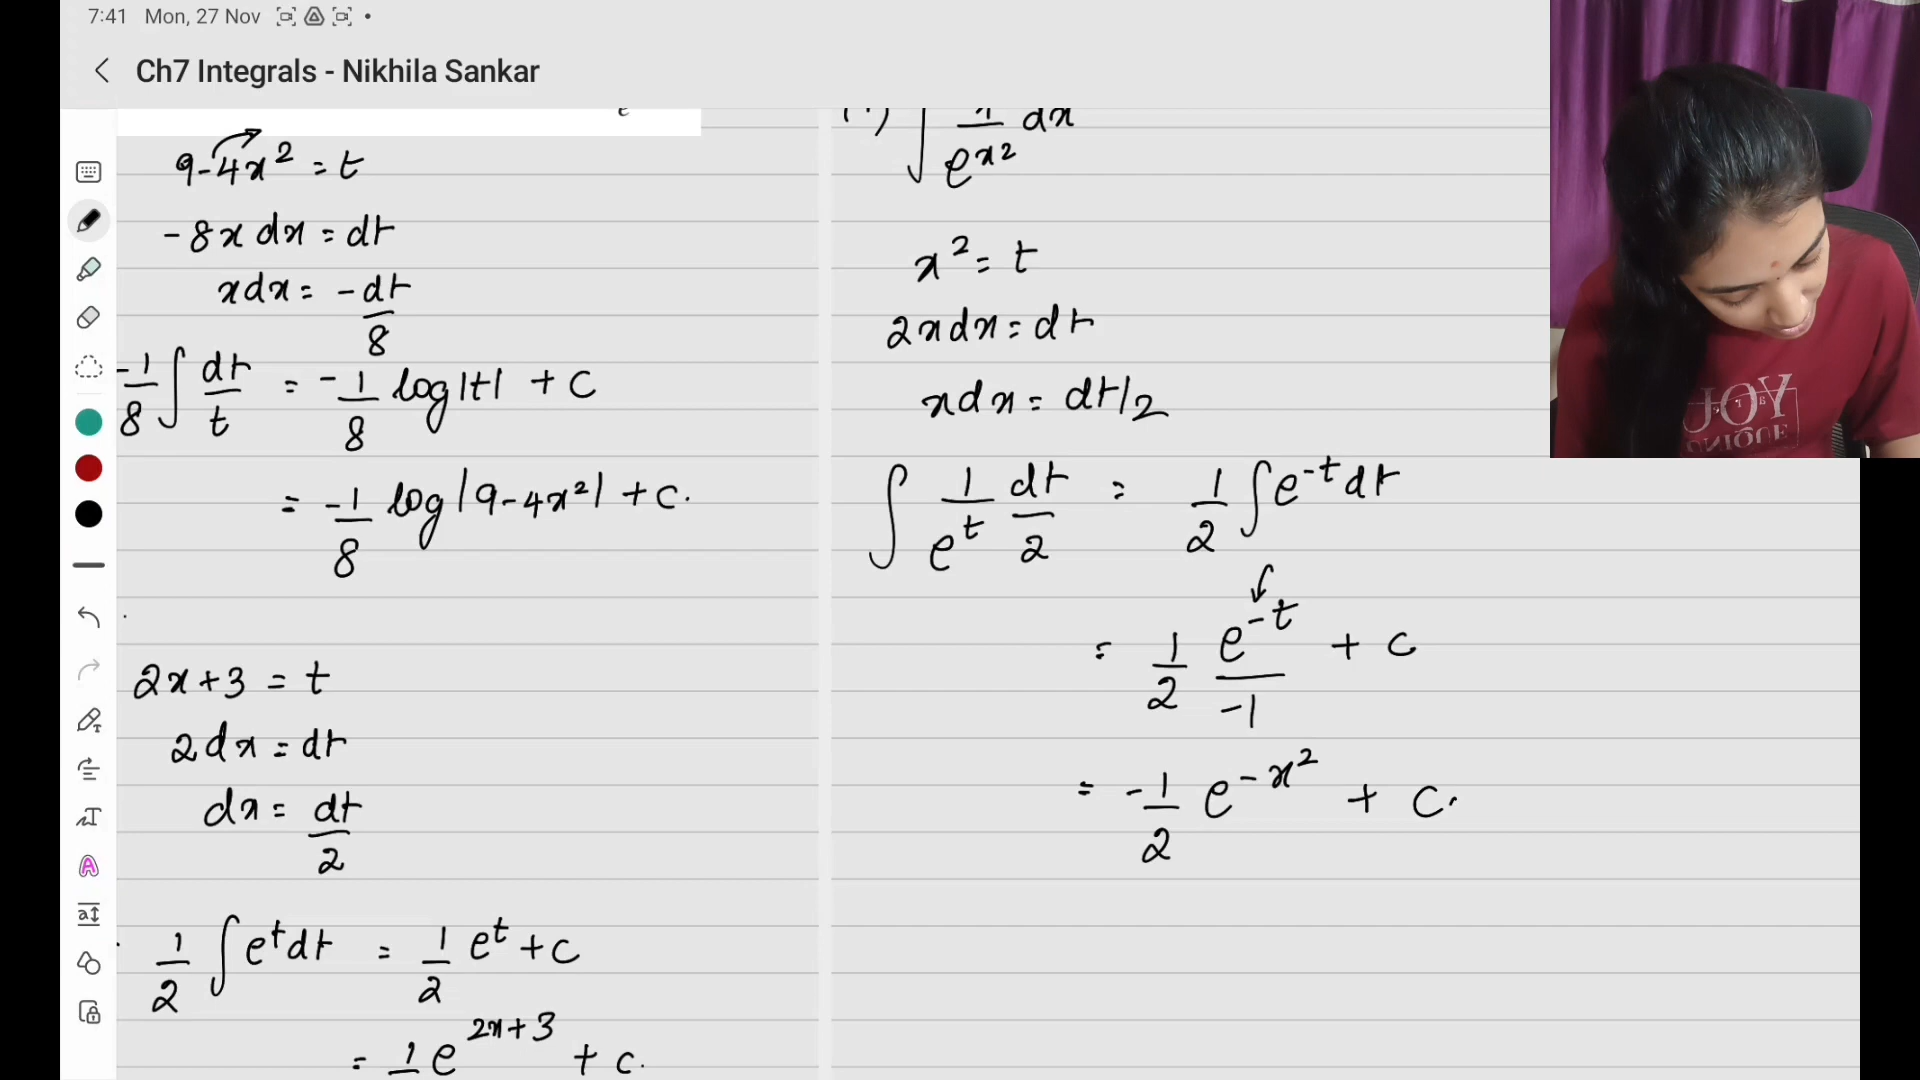 7:41 Mon, 27 Nov
Ch7 Integrals - Nikhila Sankar
e
9-4x² = t
-8x dx = dt
x dx = -dt/8
-1/8 ∫ dt/t = -1/8 log|t| + c
= -1/8 log|9-4x²| + c.
2x+3 = t
2dx = dt
dx = dt/2
1/2 ∫ e^t dt = 1/2 e^t + c
= 1 e^(2x+3) + c.
∫ x/e^(x²) dx
x² = t
2x dx = dt
x dx = dt/2
∫ 1/e^t dt/2 = 1/2 ∫ e^(-t) dt
= 1/2 e^(-t)/-1 + c
= -1/2 e^(-x²) + c.